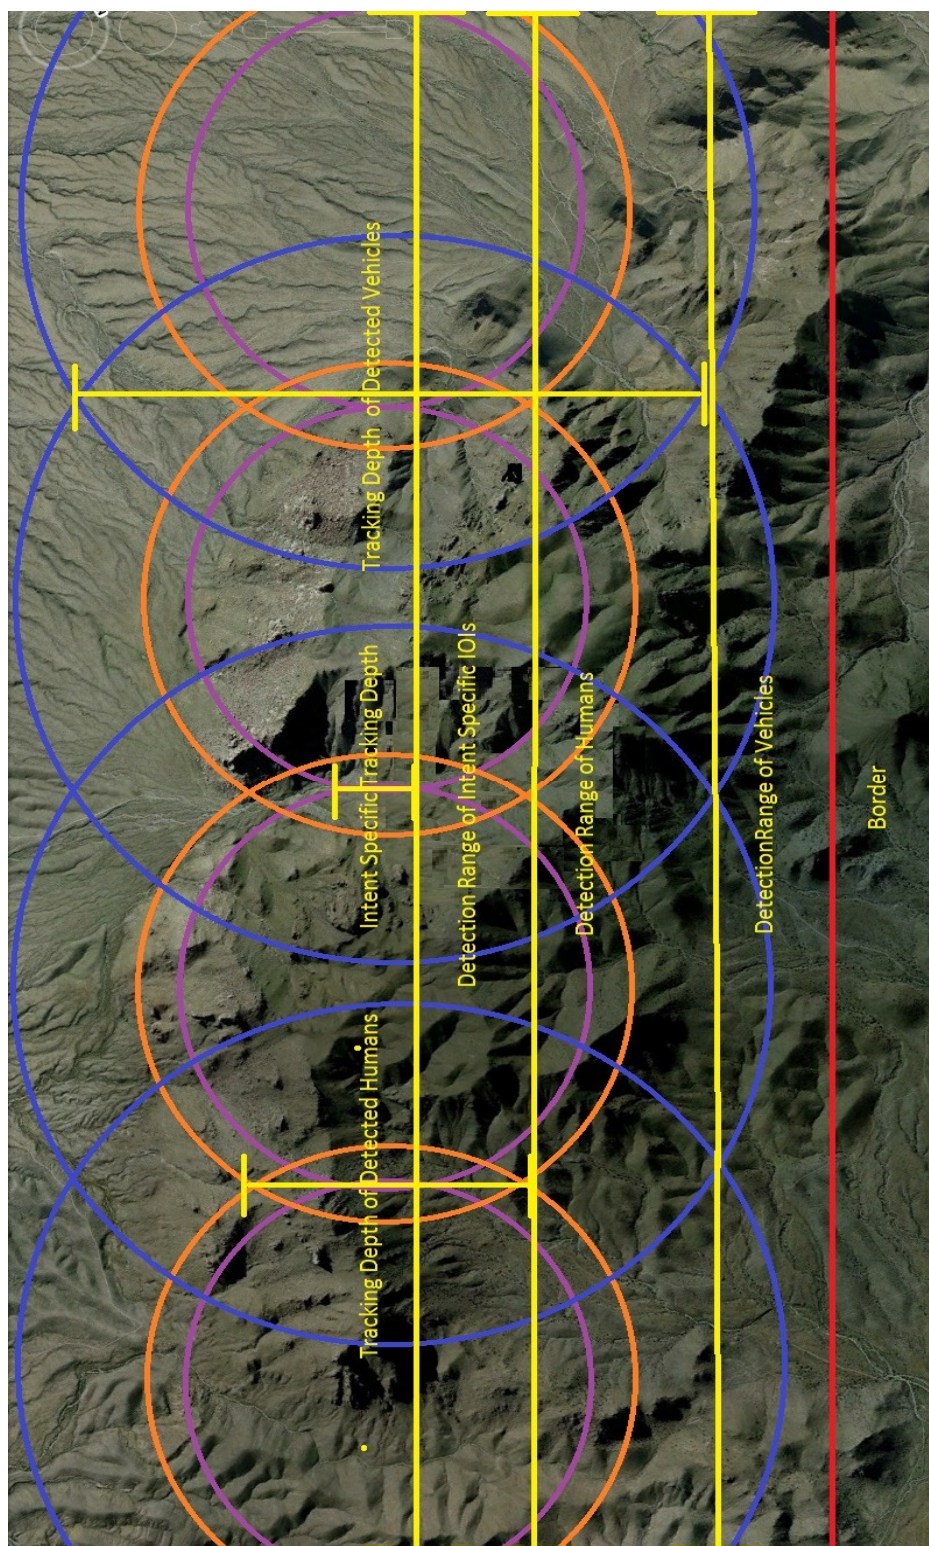 Tracking Depth of Detected Vehicles
Intent Specific Tracking Depth
Tracking Depth of Detected Humans
Detection Range of Intent Specific IOIs
Detection Range of Humans
DetectionRange of Vehicles
Border